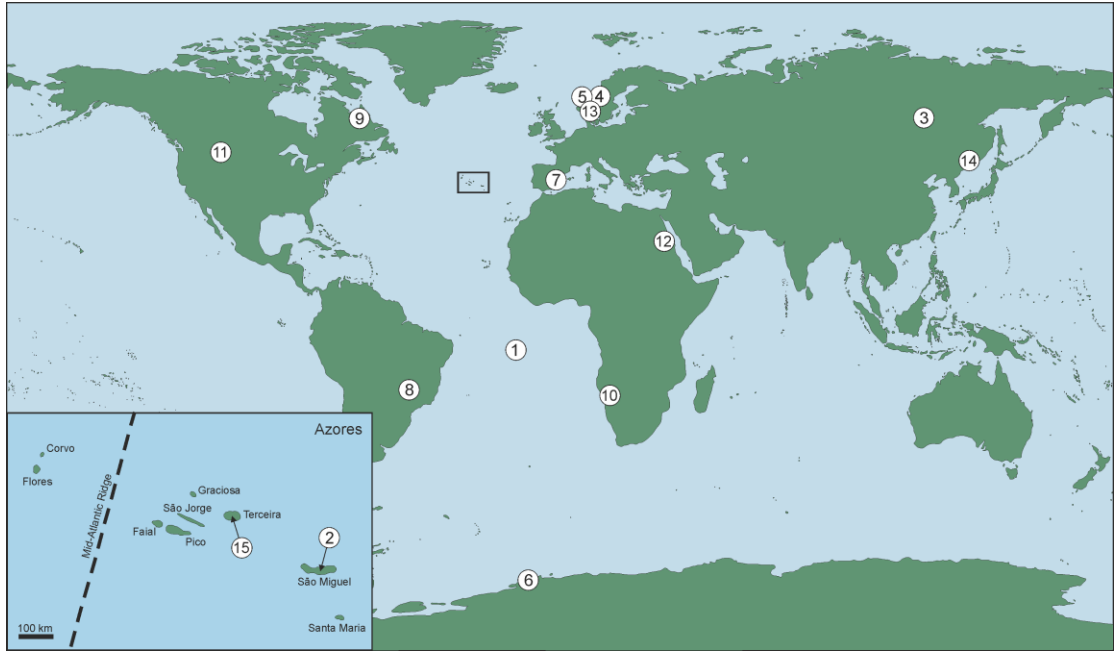 5
4
13
9
3
11
14
7
12
1
8
10
Azores
Corvo
Flores
Mid-Atlantic Ridge
Graciosa
São Jorge
Terceira
Faial
Pico
15
2
São Miguel
6
Santa Maria
100 km